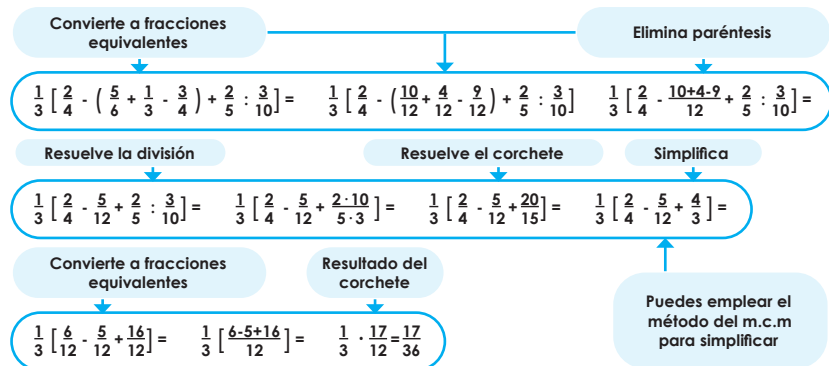 Convierte a fracciones
equivalentes
Elimina paréntesis
1/3 [ 2/4 - ( 5/6 + 1/3 - 3/4 ) + 2/5 : 3/10 ] = 1/3 [ 2/4 - ( 10/12 + 4/12 - 9/12 ) + 2/5 : 3/10 ] 1/3 [ 2/4 - 10+4-9/12 + 2/5 : 3/10 ] =
Resuelve la división Resuelve el corchete Simplifica
1/3 [ 2/4 - 5/12 + 2/5 : 3/10 ] = 1/3 [ 2/4 - 5/12 + 2 · 10/5 · 3 ] = 1/3 [ 2/4 - 5/12 + 20/15 ] = 1/3 [ 2/4 - 5/12 + 4/3 ] =
Convierte a fracciones
equivalentes
Resultado del
corchete
1/3 [ 6/12 - 5/12 + 16/12 ] = 1/3 [ 6-5+16/12 ] = 1/3 · 17/12 = 17/36
Puedes emplear el
método del m.c.m
para simplificar